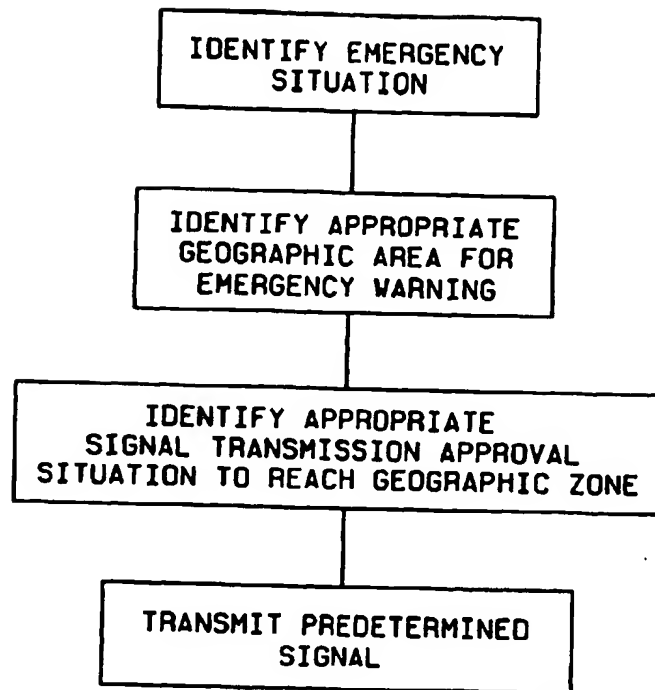 IDENTIFY EMERGENCY
SITUATION
IDENTIFY APPROPRIATE
GEOGRAPHIC AREA FOR
EMERGENCY WARNING
IDENTIFY APPROPRIATE
SIGNAL TRANSMISSION APPROVAL
SITUATION TO REACH GEOGRAPHIC ZONE
TRANSMIT PREDETERMINED
SIGNAL